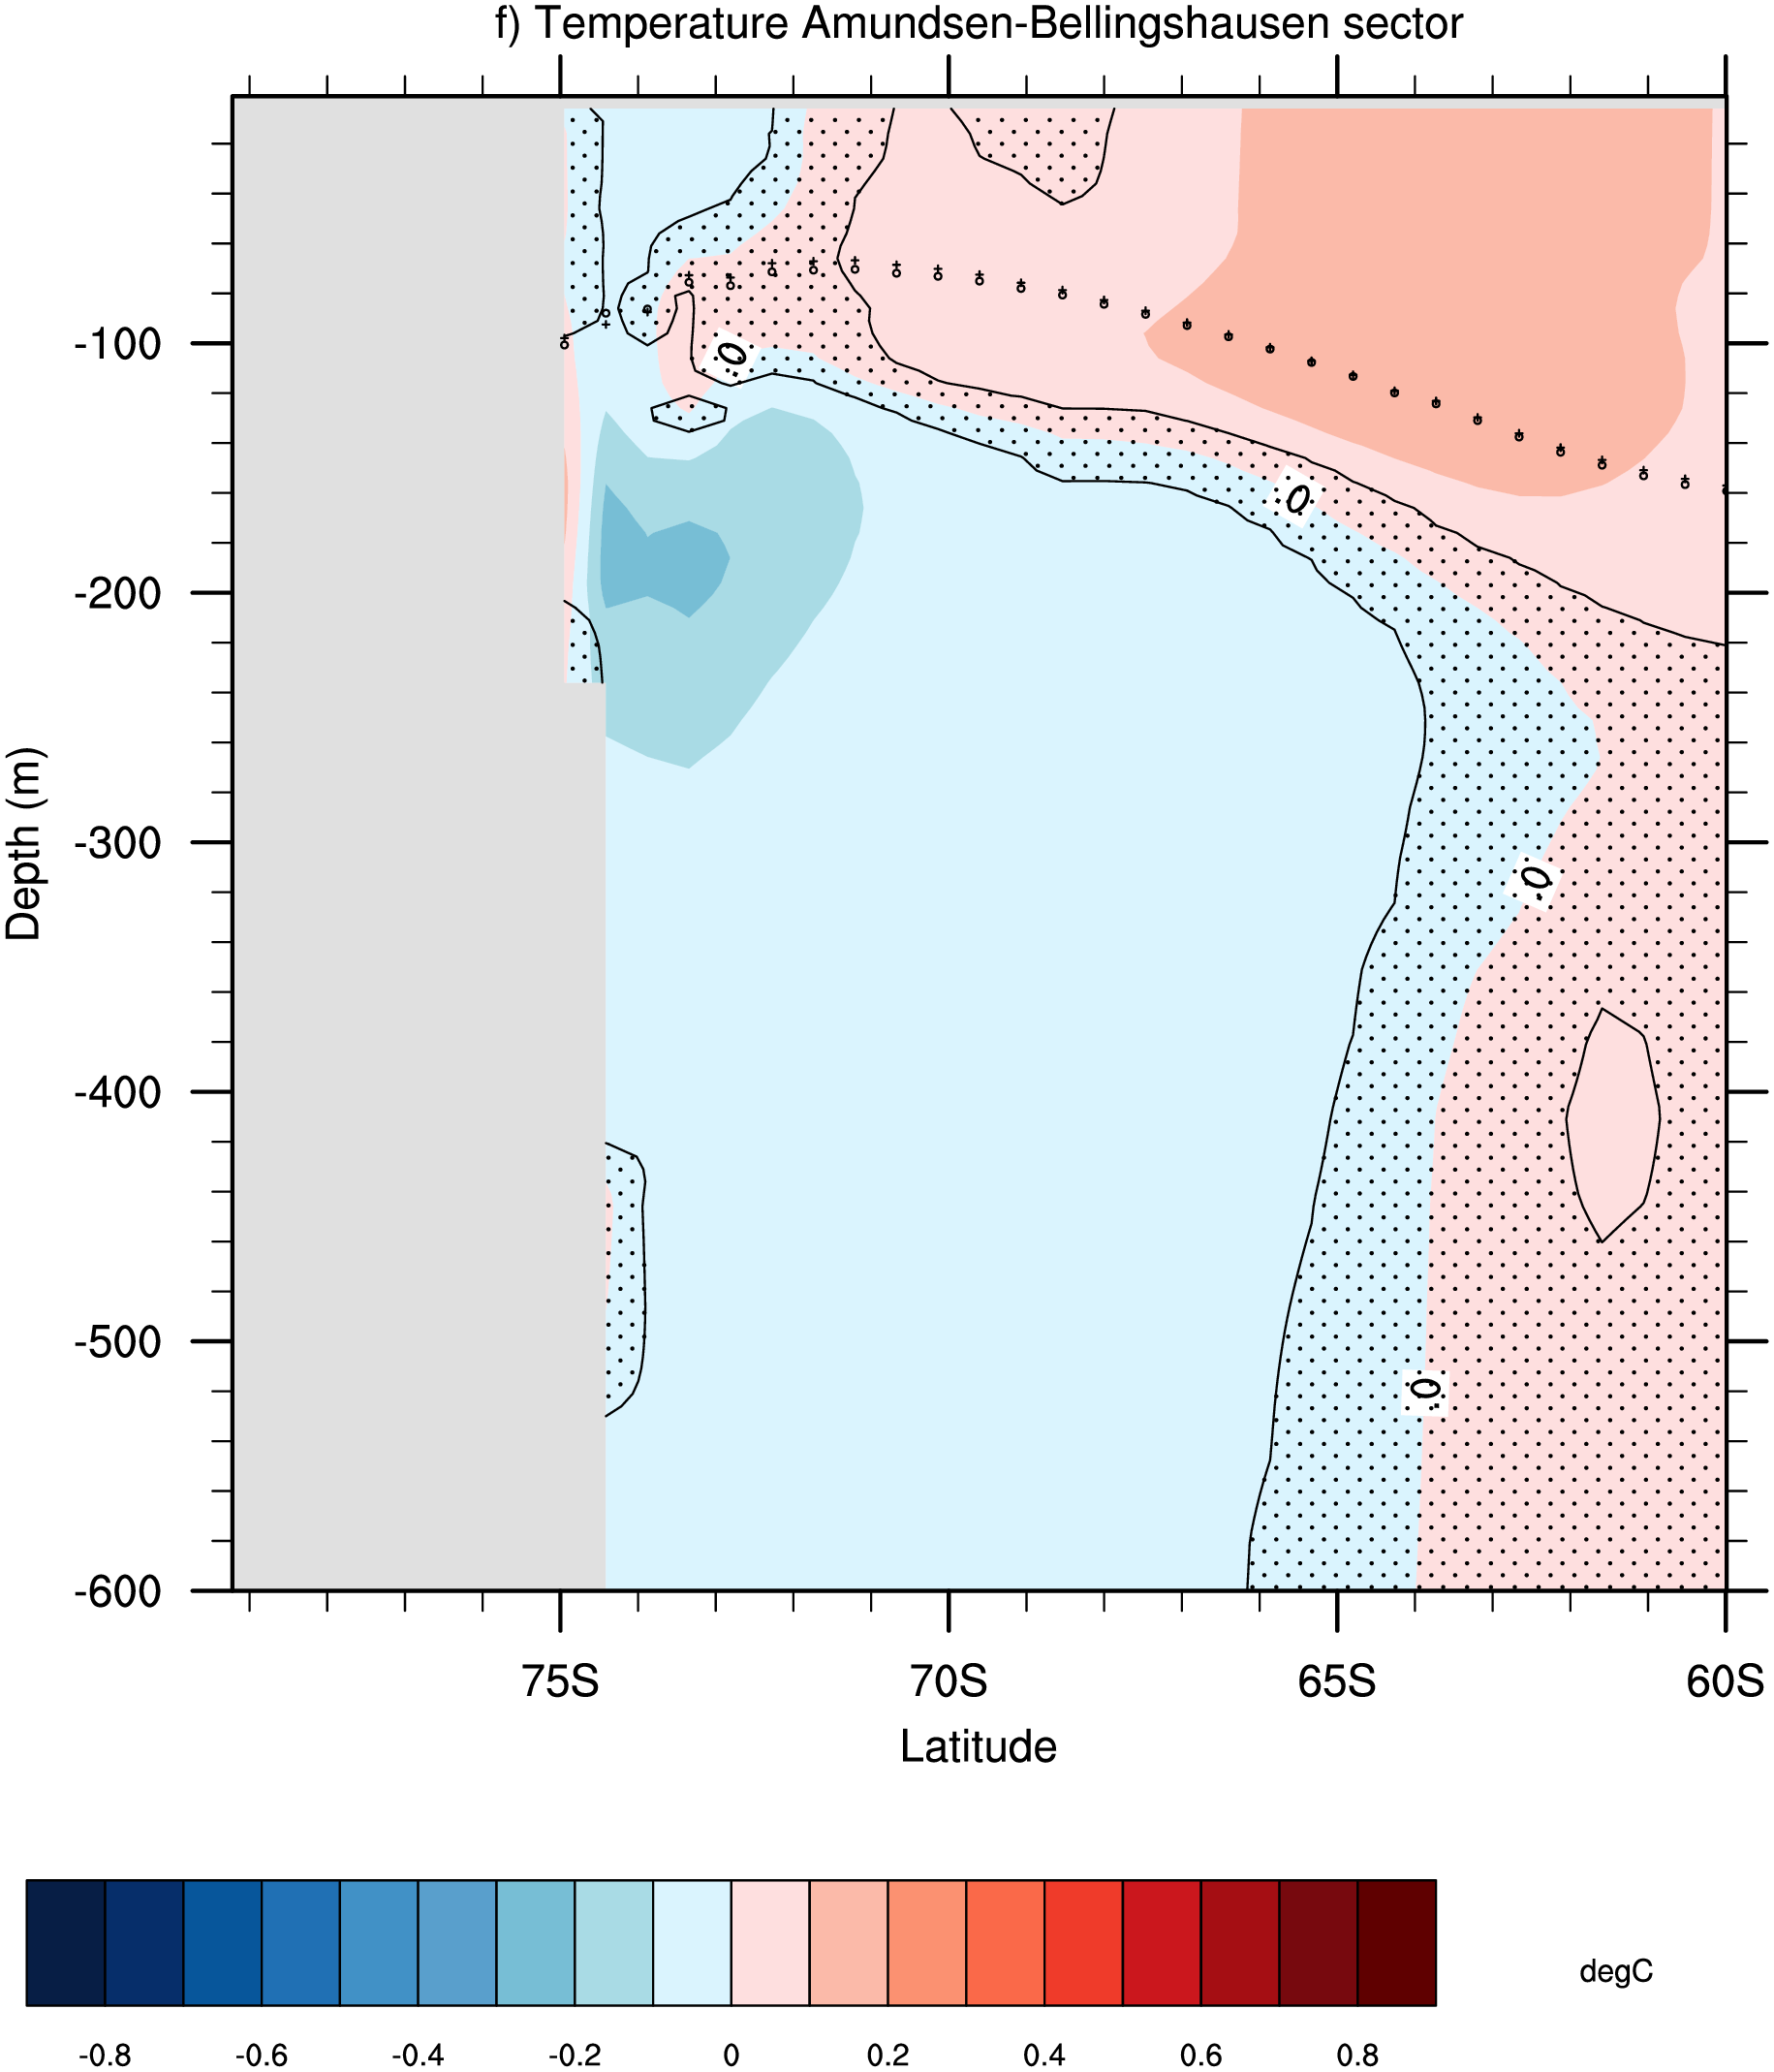 f) Temperature Amundsen-Bellingshausen sector
-100
-200
-300
-400
-500
-600
Depth (m)
.0
.0
.0
.0
75S 70S 65S 60S
Latitude
degC
-0.8 -0.6 -0.4 -0.2 0 0.2 0.4 0.6 0.8